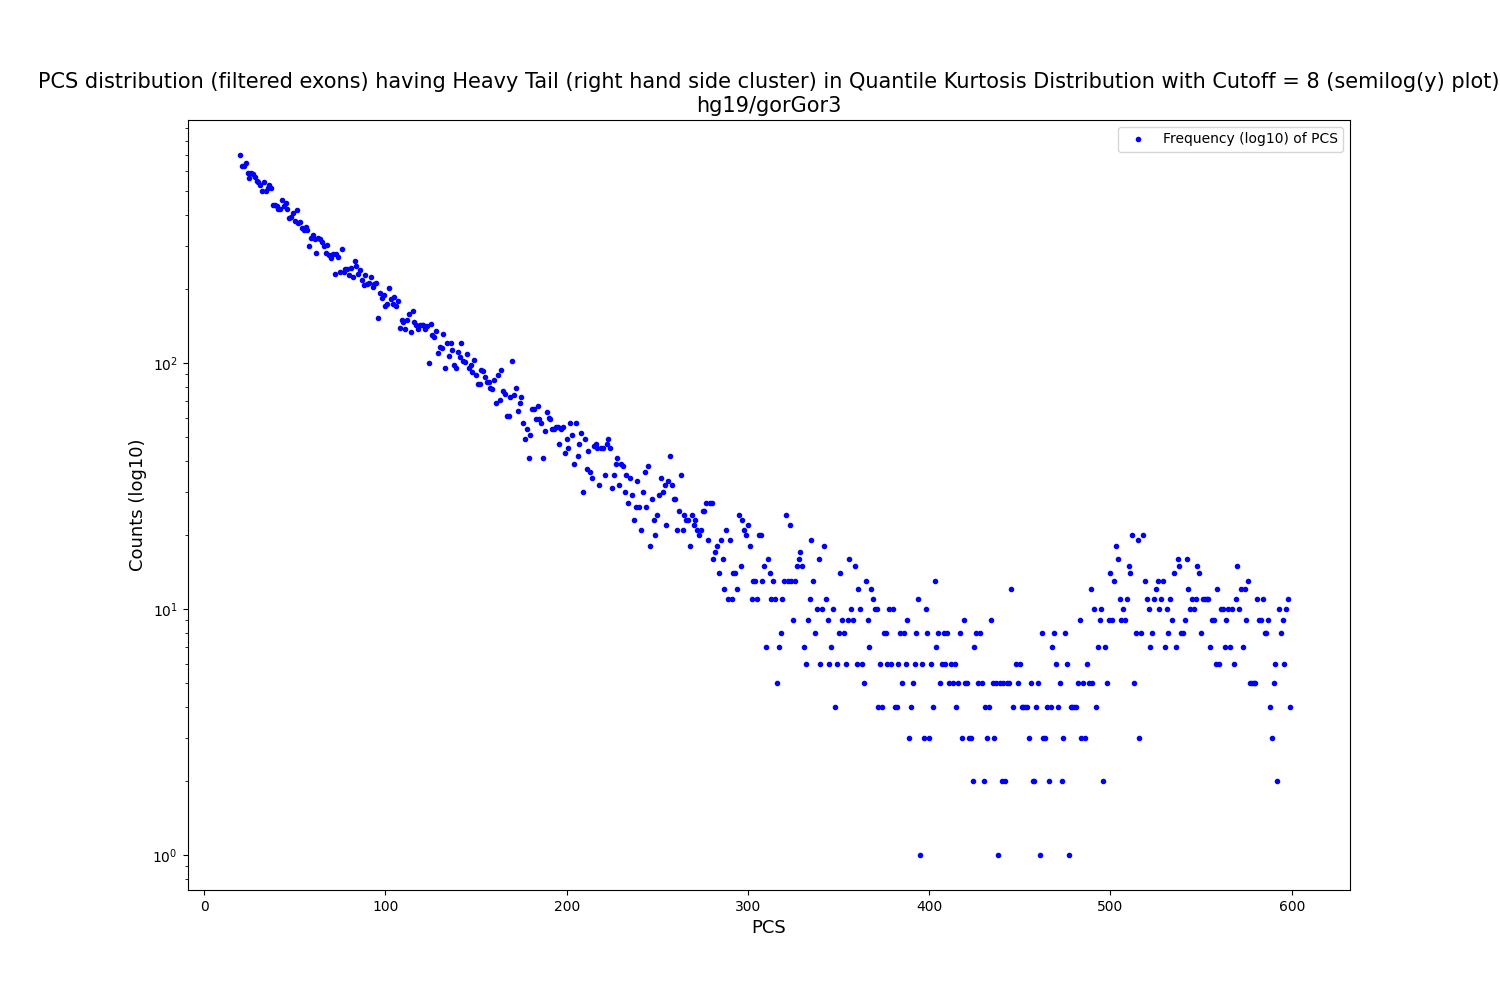 PCS distribution (filtered exons) having Heavy Tail (right hand side cluster) in Quantile Kurtosis Distribution with Cutoff = 8 (semilog(y) plot)
hg19/gorGor3
Frequency (log10) of PCS
Counts (log10)
10²
10¹
10⁰
0 100 200 300 400 500 600
PCS